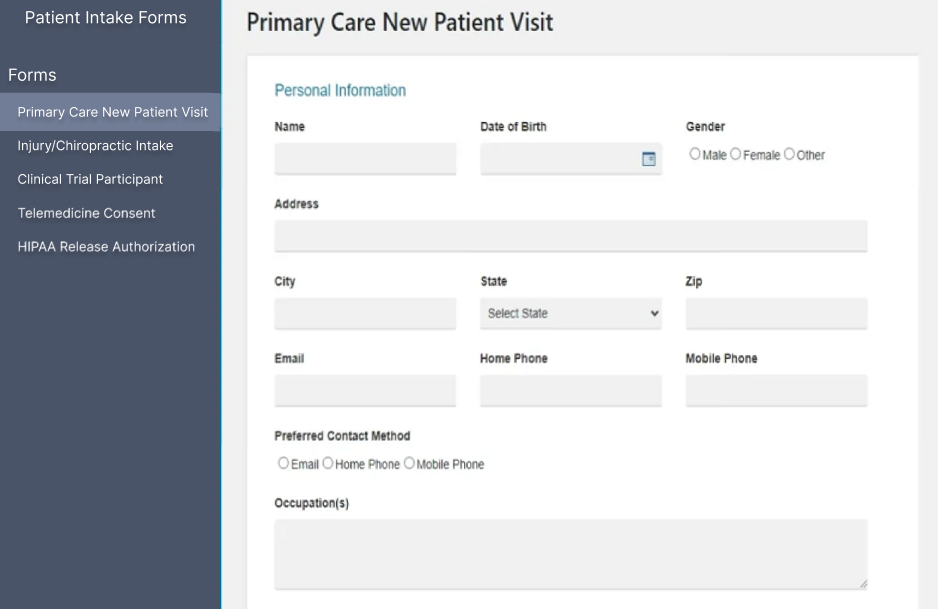 Patient Intake Forms
Forms
Primary Care New Patient Visit
Injury/Chiropractic Intake
Clinical Trial Participant
Telemedicine Consent
HIPAA Release Authorization
Primary Care New Patient Visit
Personal Information
Name Date of Birth Gender
Male Female Other
Address
City State Zip
Select State
Email Home Phone Mobile Phone
Preferred Contact Method
Email Home Phone Mobile Phone
Occupation(s)